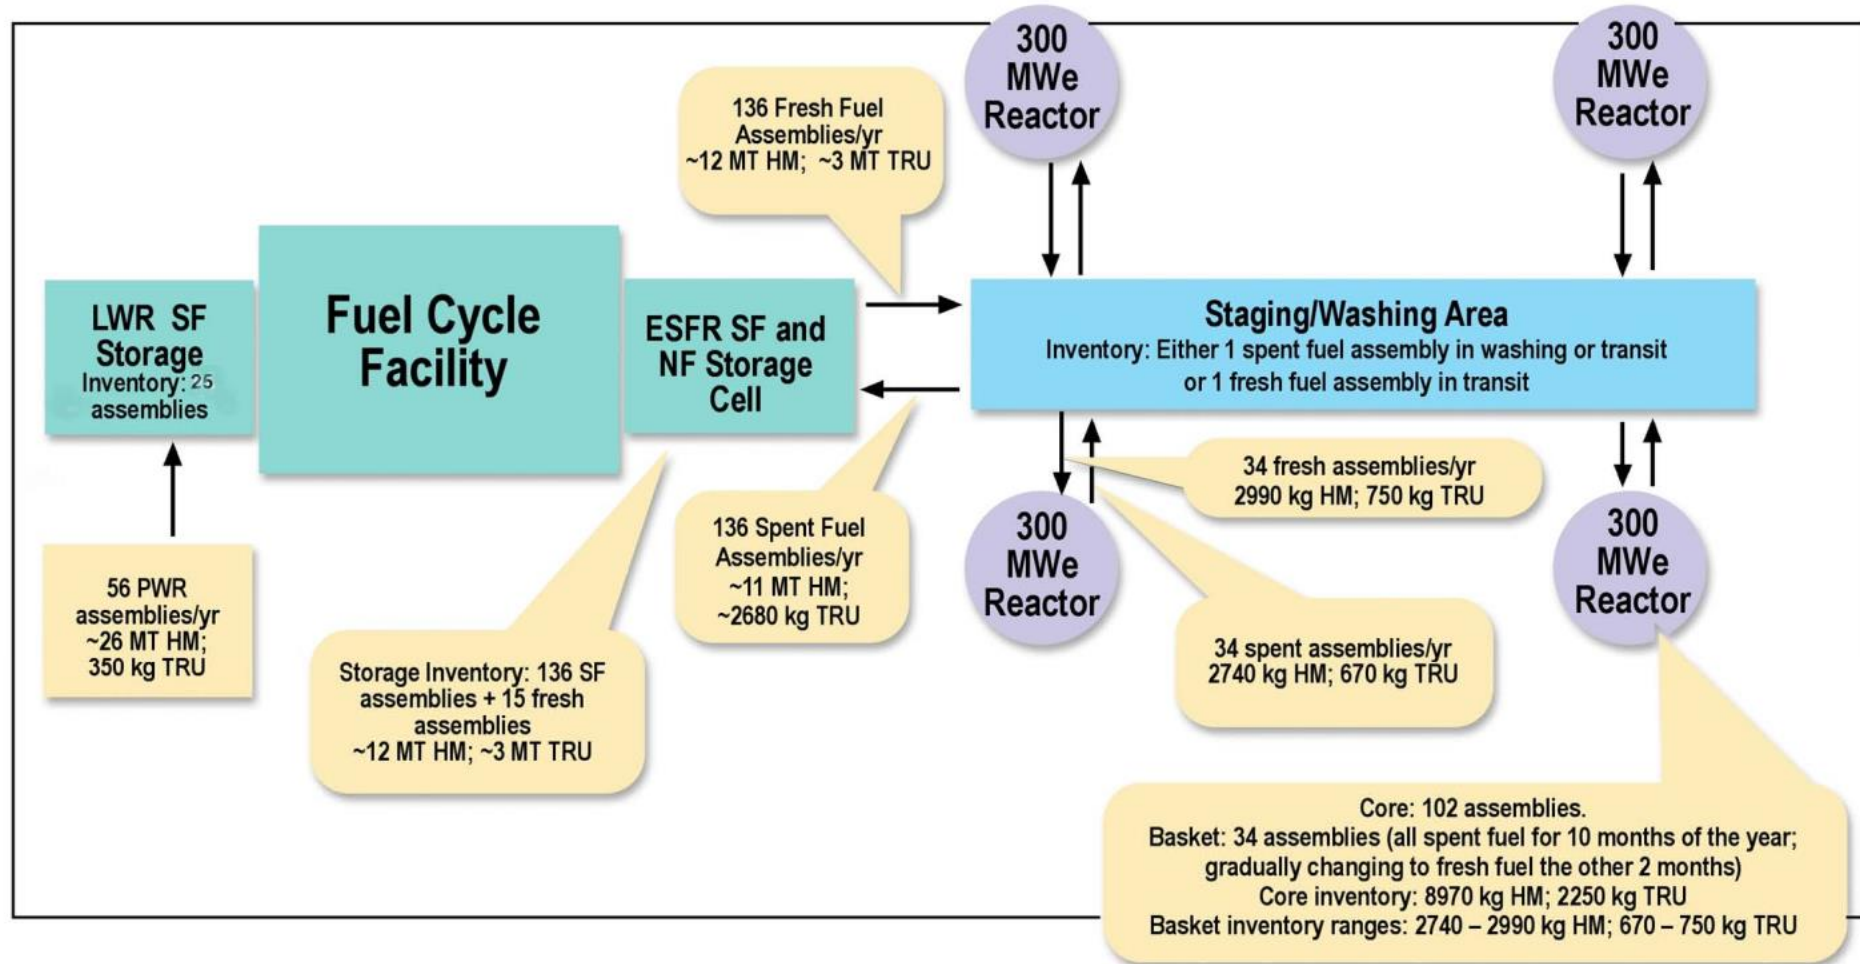 300
MWe
Reactor
300
MWe
Reactor
136 Fresh Fuel
Assemblies/yr
~12 MT HM; ~3 MT TRU
LWR SF
Storage
Inventory: 25
assemblies
Fuel Cycle
Facility
ESFR SF and
NF Storage
Cell
Staging/Washing Area
Inventory: Either 1 spent fuel assembly in washing or transit
or 1 fresh fuel assembly in transit
56 PWR
assemblies/yr
~26 MT HM;
350 kg TRU
Storage Inventory: 136 SF
assemblies + 15 fresh
assemblies
~12 MT HM; ~3 MT TRU
136 Spent Fuel
Assemblies/yr
~11 MT HM;
~2680 kg TRU
34 fresh assemblies/yr
2990 kg HM; 750 kg TRU
300
MWe
Reactor
300
MWe
Reactor
34 spent assemblies/yr
2740 kg HM; 670 kg TRU
Core: 102 assemblies.
Basket: 34 assemblies (all spent fuel for 10 months of the year;
gradually changing to fresh fuel the other 2 months)
Core inventory: 8970 kg HM; 2250 kg TRU
Basket inventory ranges: 2740 – 2990 kg HM; 670 – 750 kg TRU